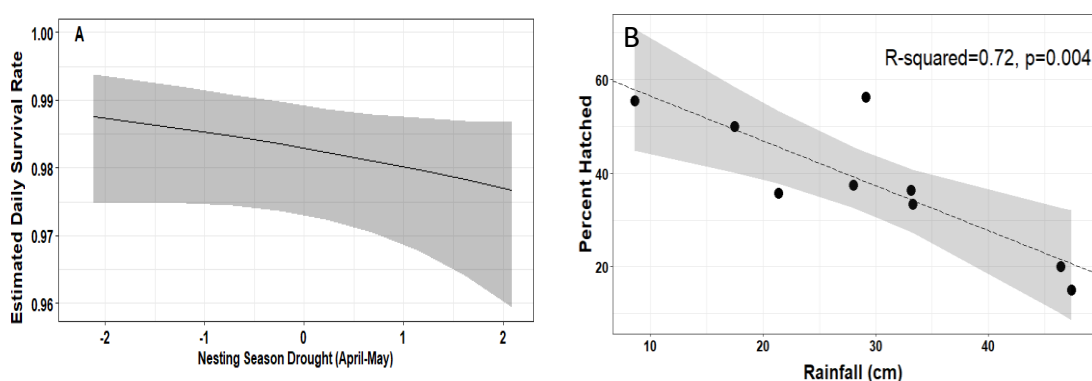 A
Estimated Daily Survival Rate
1.00
0.99
0.98
0.97
0.96
-2 -1 0 1 2
Nesting Season Drought (April-May)
B
R-squared=0.72, p=0.004
Percent Hatched
60
40
20
10 20 30 40
Rainfall (cm)